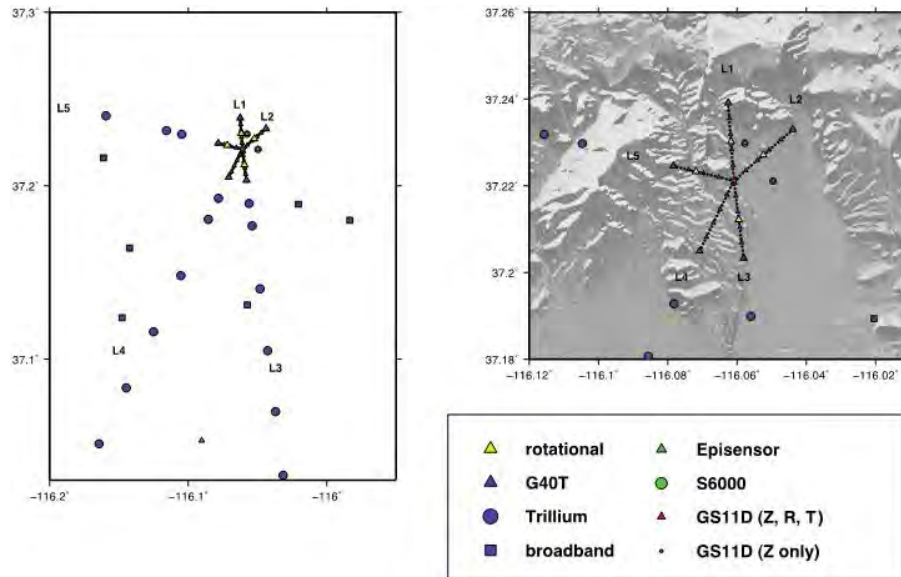 37.3°
37.2°
37.1°
-116.2°
-116.1°
-116°
L5
L1
L2
L4
L3
37.26°
37.24°
37.22°
37.2°
37.18°
-116.12°
-116.1°
-116.08°
-116.06°
-116.04°
-116.02°
L1
L2
L5
L4
L3
rotational
Episensor
G40T
S6000
Trillium
GS11D (Z, R, T)
broadband
GS11D (Z only)